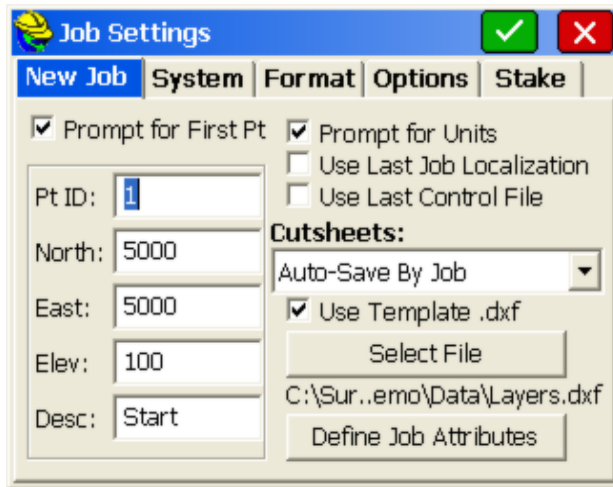 Job Settings
New Job System Format Options Stake
Prompt for First Pt
Pt ID: 1
North: 5000
East: 5000
Elev: 100
Desc: Start
Prompt for Units
Use Last Job Localization
Use Last Control File
Cutsheets:
Auto-Save By Job
Use Template .dxf
Select File
C:\Sur..emo\Data\Layers.dxf
Define Job Attributes